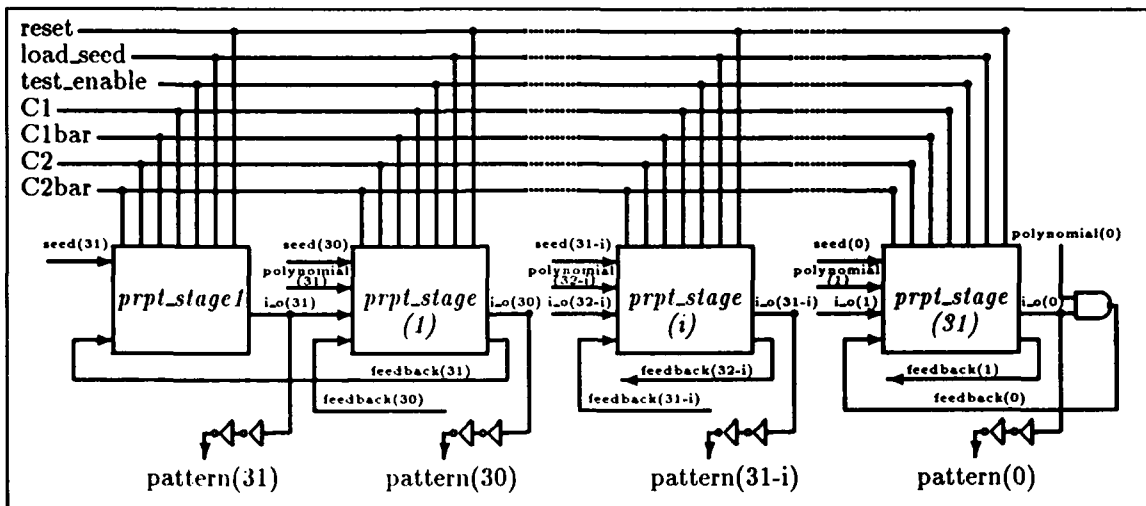 reset
load_seed
test_enable
C1
C1bar
C2
C2bar
polynomial(0)
seed(31) seed(30) seed(31-i) seed(0)
polynomial (31) polynomial (32-i) polynomial (1)
prpt_stage1 prpt_stage (1) prpt_stage (i) prpt_stage (31)
i_o(31) i_o(30) i_o(32-i) i_o(31-i) i_o(1) i_o(0)
feedback(31) feedback(32-i) feedback(1)
feedback(30) feedback(31-i) feedback(0)
pattern(31) pattern(30) pattern(31-i) pattern(0)